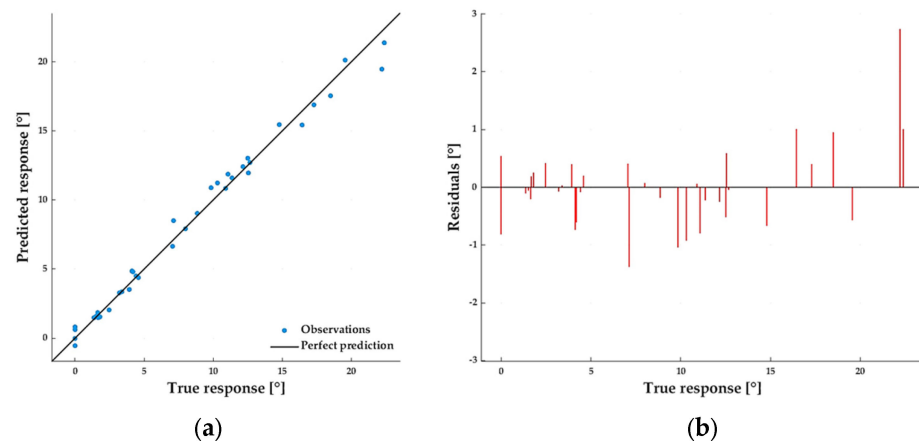 20
15
10
5
0
Predicted response [°]
Observations
Perfect prediction
0 5 10 15 20
True response [°]
(a)
3
2
1
0
-1
-2
-3
Residuals [°]
0 5 10 15 20
True response [°]
(b)